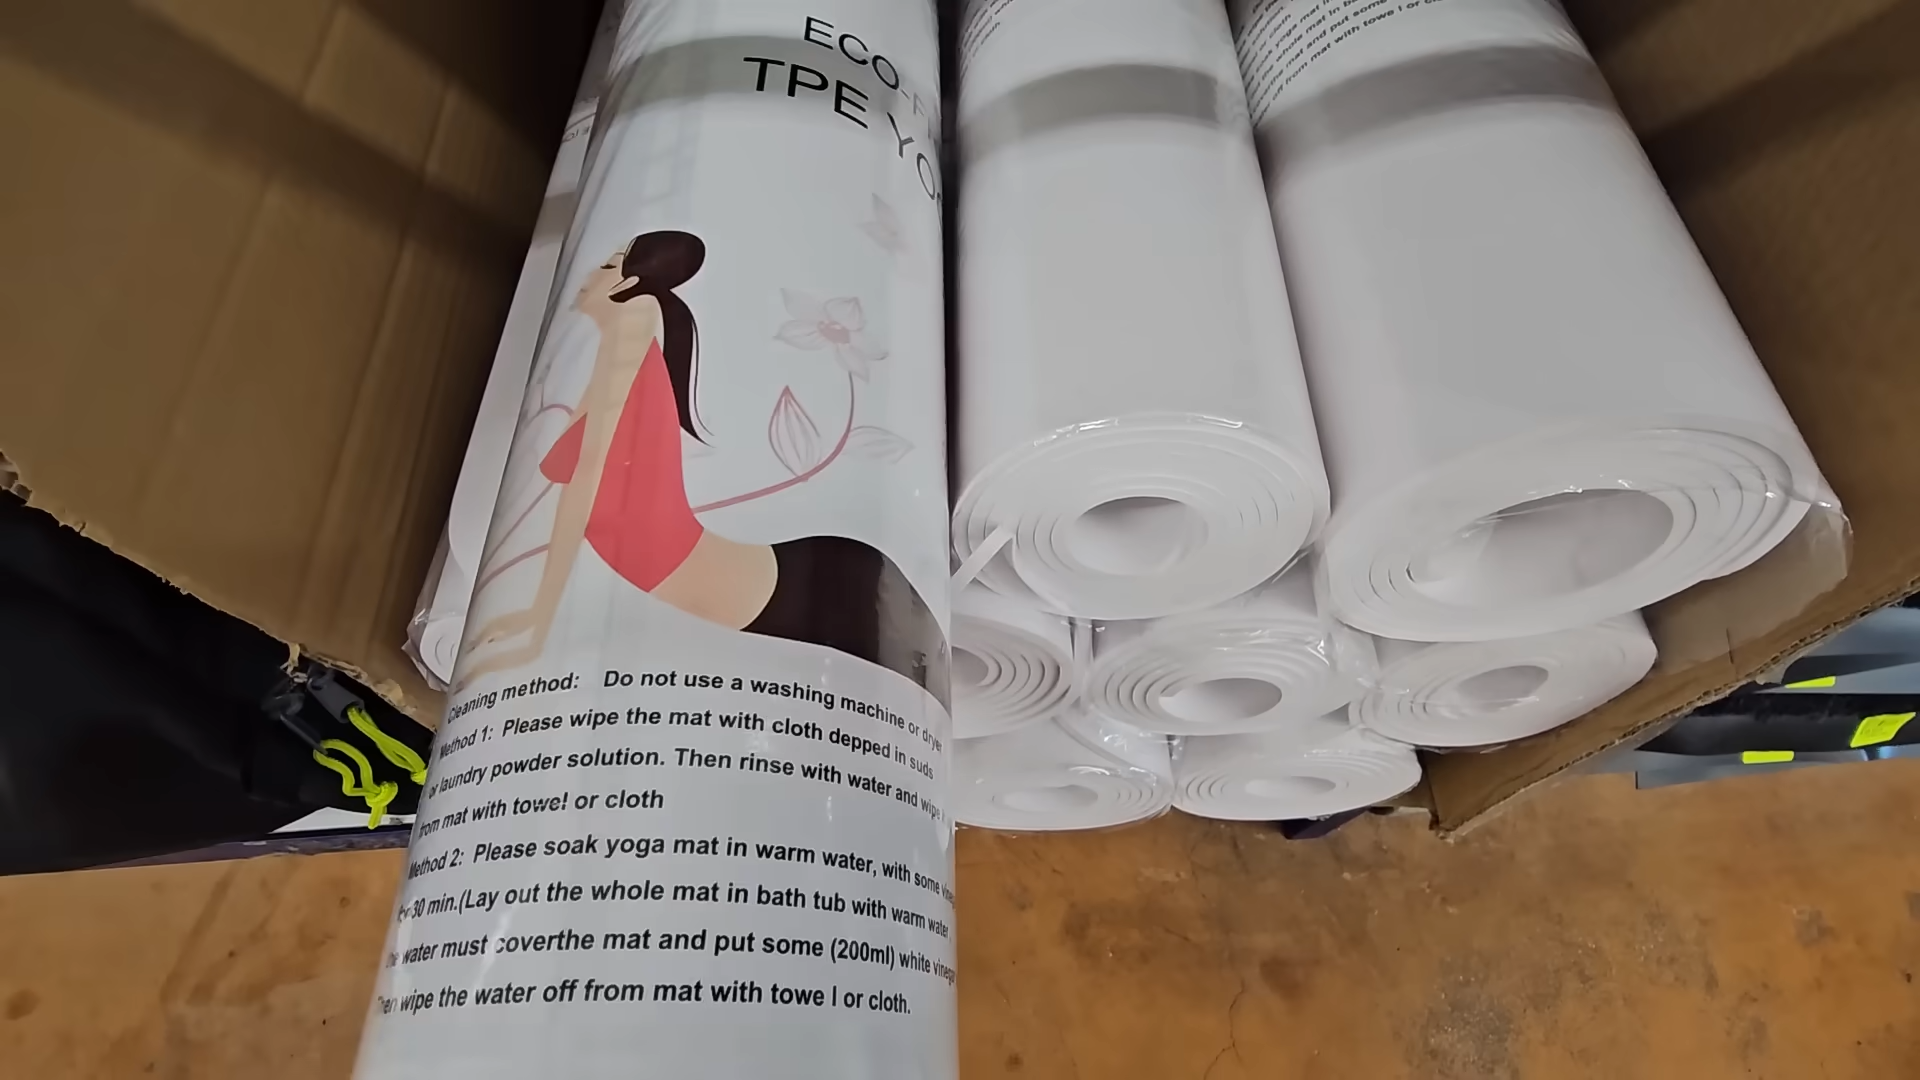 ECO-F
TPE YO
Cleaning method: Do not use a washing machine or dryer
Method 1: Please wipe the mat with cloth depped in suds
or laundry powder solution. Then rinse with water and wipe
from mat with towel or cloth
Method 2: Please soak yoga mat in warm water, with some
for 30 min.(Lay out the whole mat in bath tub with warm water
the water must coverthe mat and put some (200ml) white vinegar
Then wipe the water off from mat with towe l or cloth.